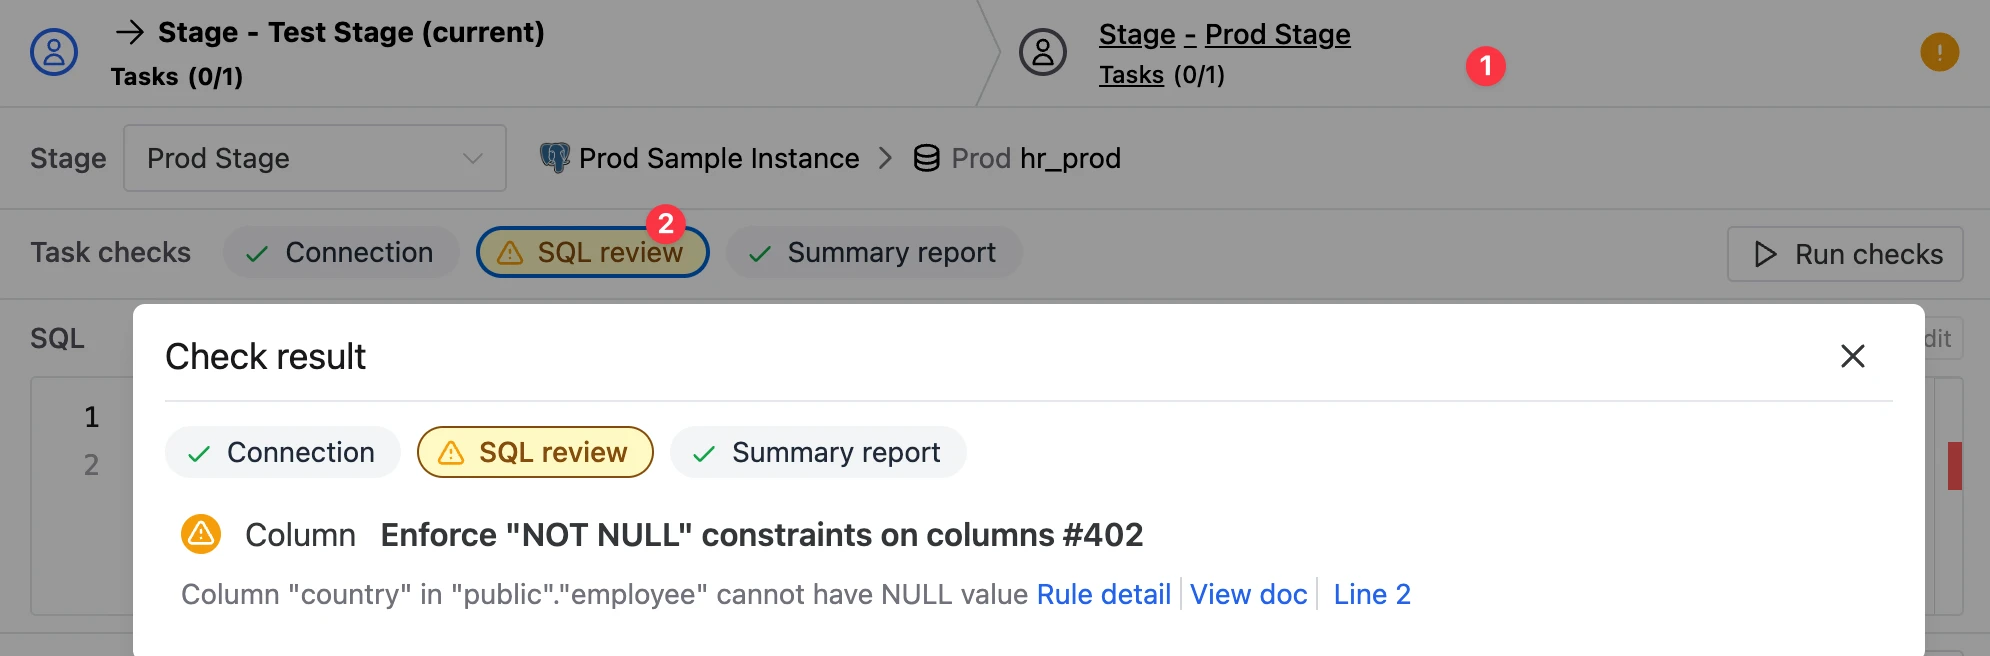 → Stage - Test Stage (current)
Tasks (0/1)
Stage - Prod Stage
Tasks (0/1)
1
!
Stage
Prod Stage
Prod Sample Instance > Prod hr_prod
2
Task checks
Connection
SQL review
Summary report
Run checks
SQL
dit
1
2
Check result
Connection
SQL review
Summary report
Column Enforce "NOT NULL" constraints on columns #402
Column "country" in "public"."employee" cannot have NULL value Rule detail View doc Line 2